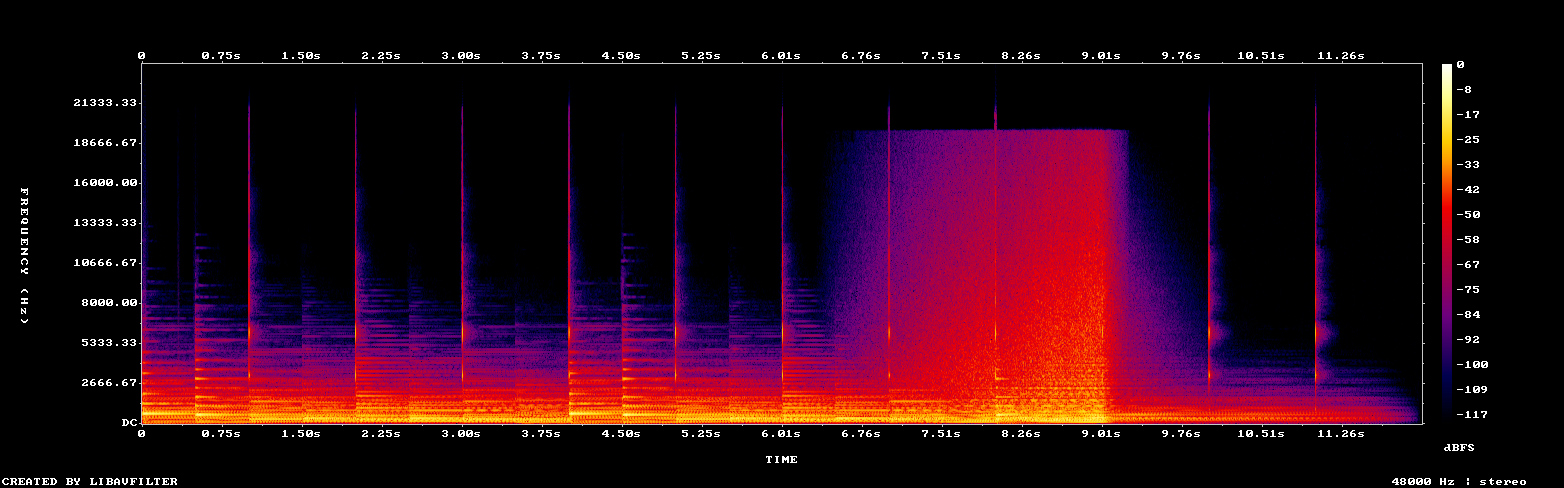 0 0.75s 1.50s 2.25s 3.00s 3.75s 4.50s 5.25s 6.01s 6.76s 7.51s 8.26s 9.01s 9.76s 10.51s 11.26s
0
-8
-17
-25
-33
-42
-50
-58
-67
-75
-84
-92
-100
-109
-117
21333.33
18666.67
16000.00
13333.33
10666.67
8000.00
5333.33
2666.67
DC
FREQUENCY (Hz)
0 0.75s 1.50s 2.25s 3.00s 3.75s 4.50s 5.25s 6.01s 6.76s 7.51s 8.26s 9.01s 9.76s 10.51s 11.26s
dBFS
TIME
CREATED BY LIBAVFILTER
48000 Hz | stereo